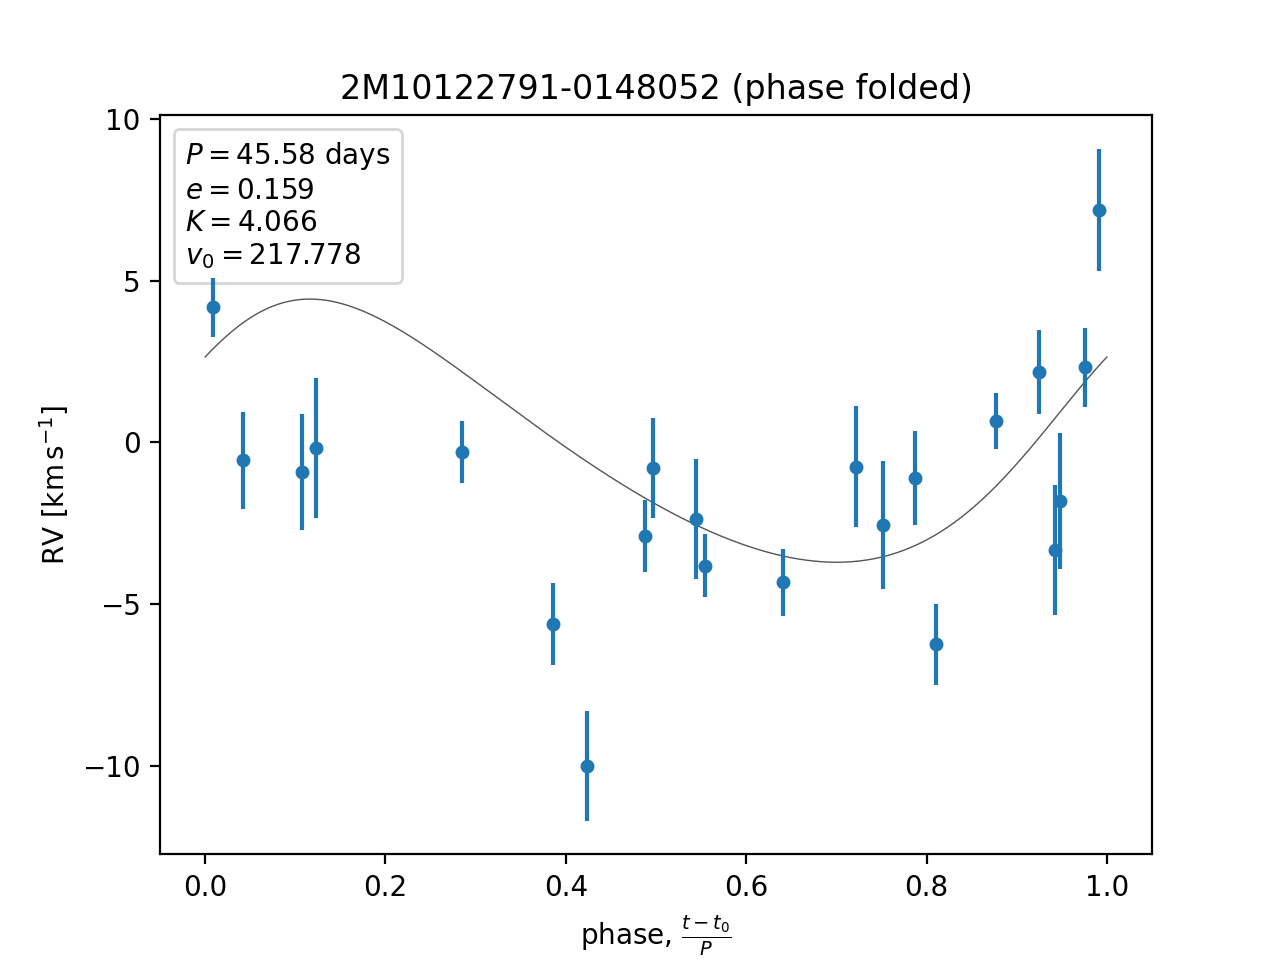 2M10122791-0148052 (phase folded)
P = 45.58 days
e = 0.159
K = 4.066
v₀ = 217.778
10
5
0
−5
−10
RV [km s⁻¹]
0.0 0.2 0.4 0.6 0.8 1.0
phase, (t − t₀)/P